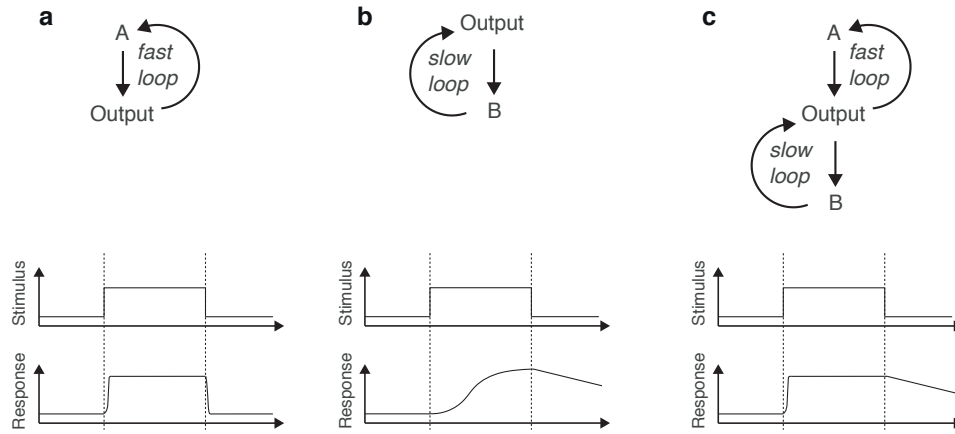 a
A
fast
loop
Output
Stimulus
Response
b
Output
slow
loop
B
Stimulus
Response
c
A
fast
loop
Output
slow
loop
B
Stimulus
Response